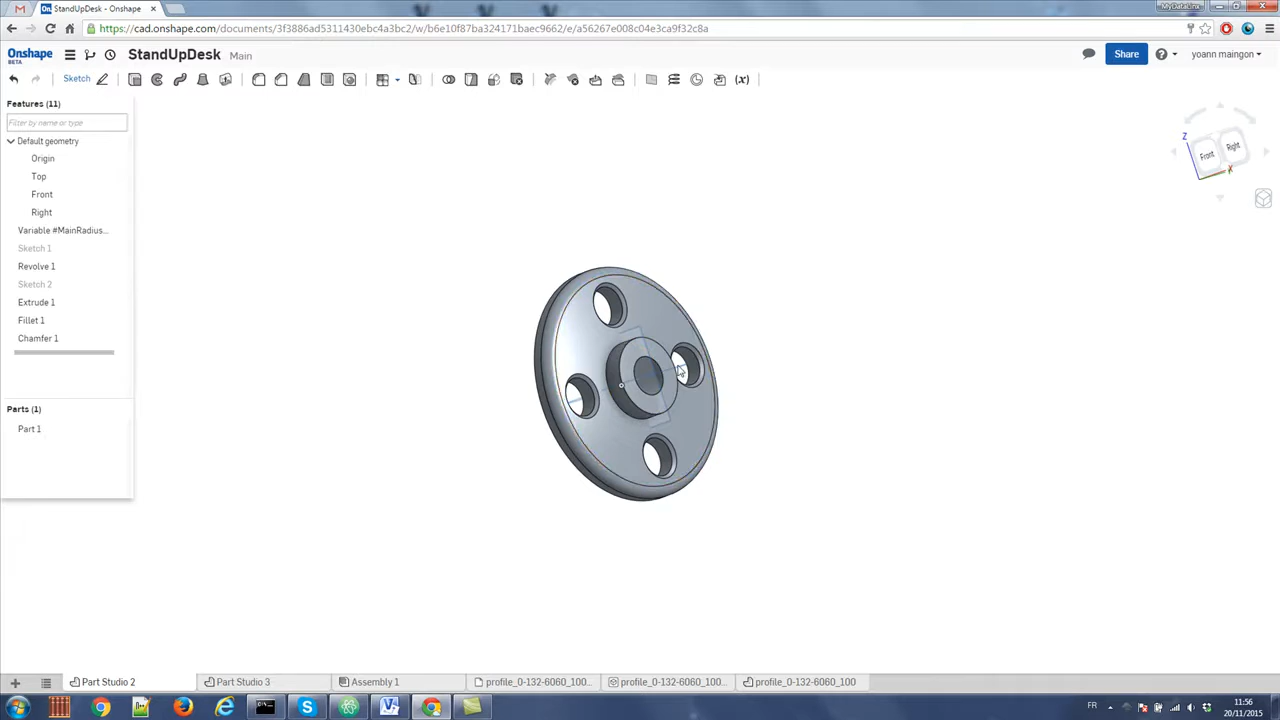 MyDataLinx
StandUpDesk - Onshape
https://cad.onshape.com/documents/3f3886ad5311430ebc4a3bc2/w/b6e10f87ba324171baec9662/e/a56267e008c04e3ca9f32c8a
Onshape
BETA
StandUpDesk
Main
Share
yoann maingon
Sketch
(x)
Features (11)
Filter by name or type
Default geometry
Origin
Top
Front
Right
Variable #MainRadius...
Sketch 1
Revolve 1
Sketch 2
Extrude 1
Fillet 1
Chamfer 1
Parts (1)
Part 1
Z
Front
Right
X
Part Studio 2
Part Studio 3
Assembly 1
profile_0-132-6060_100...
profile_0-132-6060_100...
profile_0-132-6060_100
FR
11:56
20/11/2015